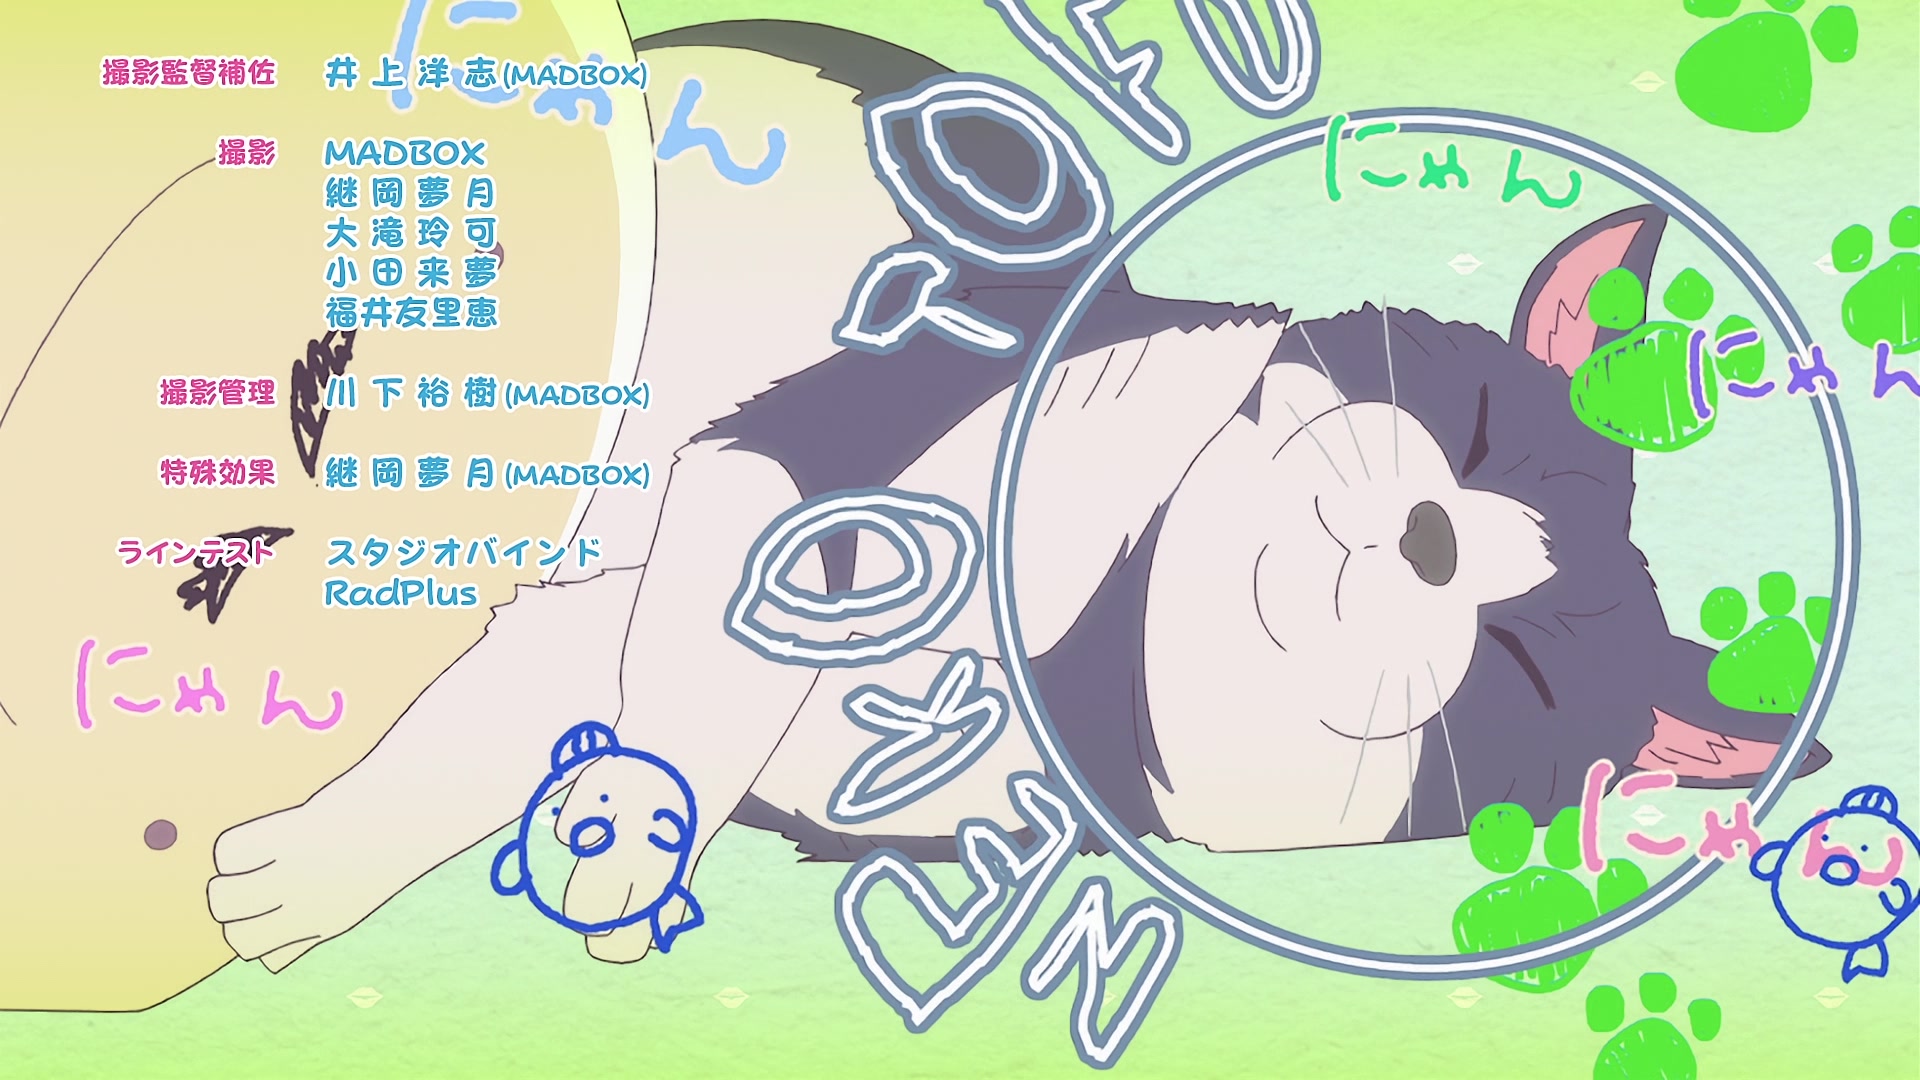 撮影監督補佐 井上洋志(MADBOX)
撮影 MADBOX
継岡夢月
大滝玲可
小田来夢
福井友里恵
撮影管理 川下裕樹(MADBOX)
特殊効果 継岡夢月(MADBOX)
ラインテスト スタジオバインド
RadPlus
にゃん
にゃん
にゃん
にゃん
にゃん